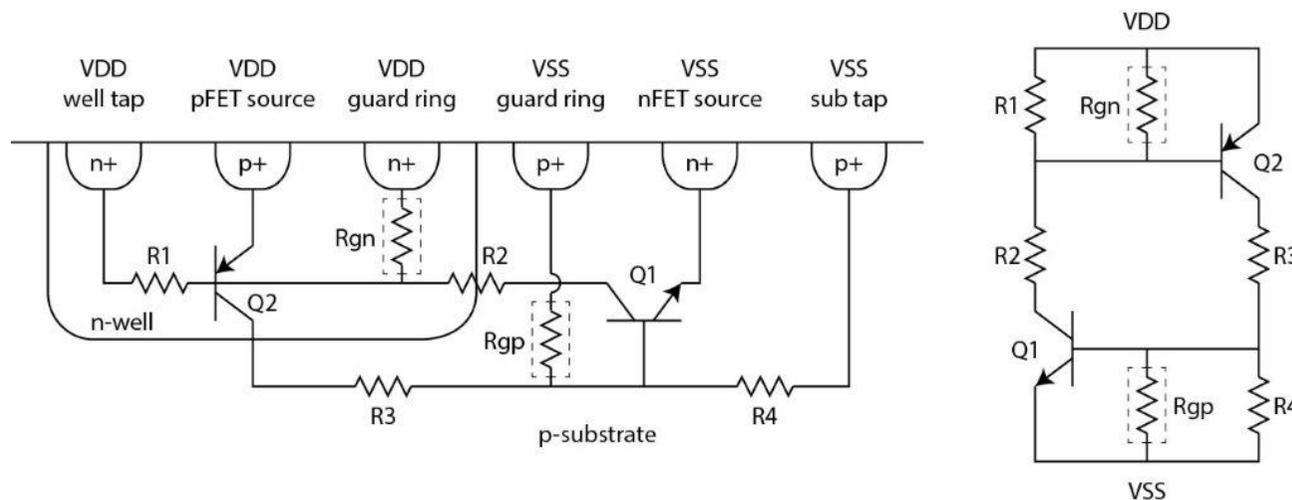 VDD
well tap
VDD
pFET source
VDD
guard ring
VSS
guard ring
VSS
nFET source
VSS
sub tap
n+
p+
n+
p+
n+
p+
R1
Q2
Rgn
R2
Q1
n-well
Rgp
R3
R4
p-substrate
VDD
R1
Rgn
Q2
R2
R3
Q1
Rgp
R4
VSS